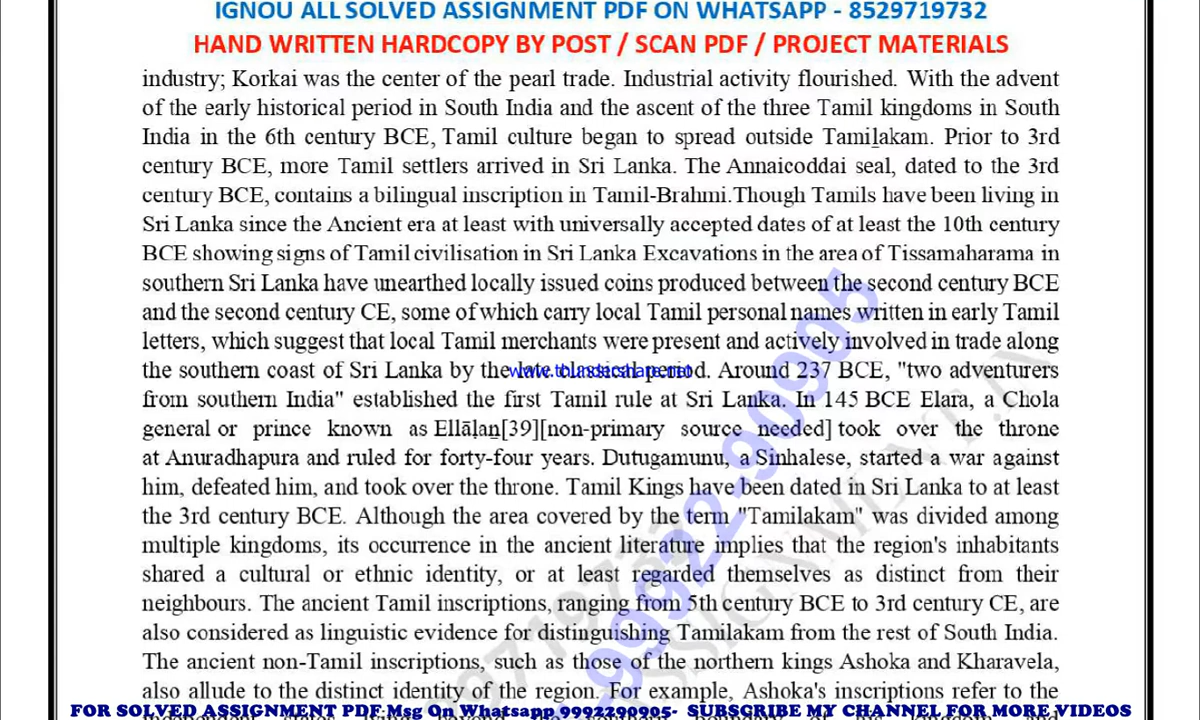 IGNOU ALL SOLVED ASSIGNMENT PDF ON WHATSAPP - 8529719732
HAND WRITTEN HARDCOPY BY POST / SCAN PDF / PROJECT MATERIALS
industry; Korkai was the center of the pearl trade. Industrial activity flourished. With the advent
of the early historical period in South India and the ascent of the three Tamil kingdoms in South
India in the 6th century BCE, Tamil culture began to spread outside Tamiḻakam. Prior to 3rd
century BCE, more Tamil settlers arrived in Sri Lanka. The Annaicoddai seal, dated to the 3rd
century BCE, contains a bilingual inscription in Tamil-Brahmi.Though Tamils have been living in
Sri Lanka since the Ancient era at least with universally accepted dates of at least the 10th century
BCE showing signs of Tamil civilisation in Sri Lanka Excavations in the area of Tissamaharama in
southern Sri Lanka have unearthed locally issued coins produced between the second century BCE
and the second century CE, some of which carry local Tamil personal names written in early Tamil
letters, which suggest that local Tamil merchants were present and actively involved in trade along
the southern coast of Sri Lanka by the late classical period. Around 237 BCE, "two adventurers
from southern India" established the first Tamil rule at Sri Lanka. In 145 BCE Elara, a Chola
general or prince known as Ellāḷaṉ[39][non-primary source needed] took over the throne
at Anuradhapura and ruled for forty-four years. Dutugamunu, a Sinhalese, started a war against
him, defeated him, and took over the throne. Tamil Kings have been dated in Sri Lanka to at least
the 3rd century BCE. Although the area covered by the term "Tamilakam" was divided among
multiple kingdoms, its occurrence in the ancient literature implies that the region's inhabitants
shared a cultural or ethnic identity, or at least regarded themselves as distinct from their
neighbours. The ancient Tamil inscriptions, ranging from 5th century BCE to 3rd century CE, are
also considered as linguistic evidence for distinguishing Tamilakam from the rest of South India.
The ancient non-Tamil inscriptions, such as those of the northern kings Ashoka and Kharavela,
also allude to the distinct identity of the region. For example, Ashoka's inscriptions refer to the
FOR SOLVED ASSIGNMENT PDF Msg On Whatsapp 9992290905- SUBSCRIBE MY CHANNEL FOR MORE VIDEOS
99922-90905